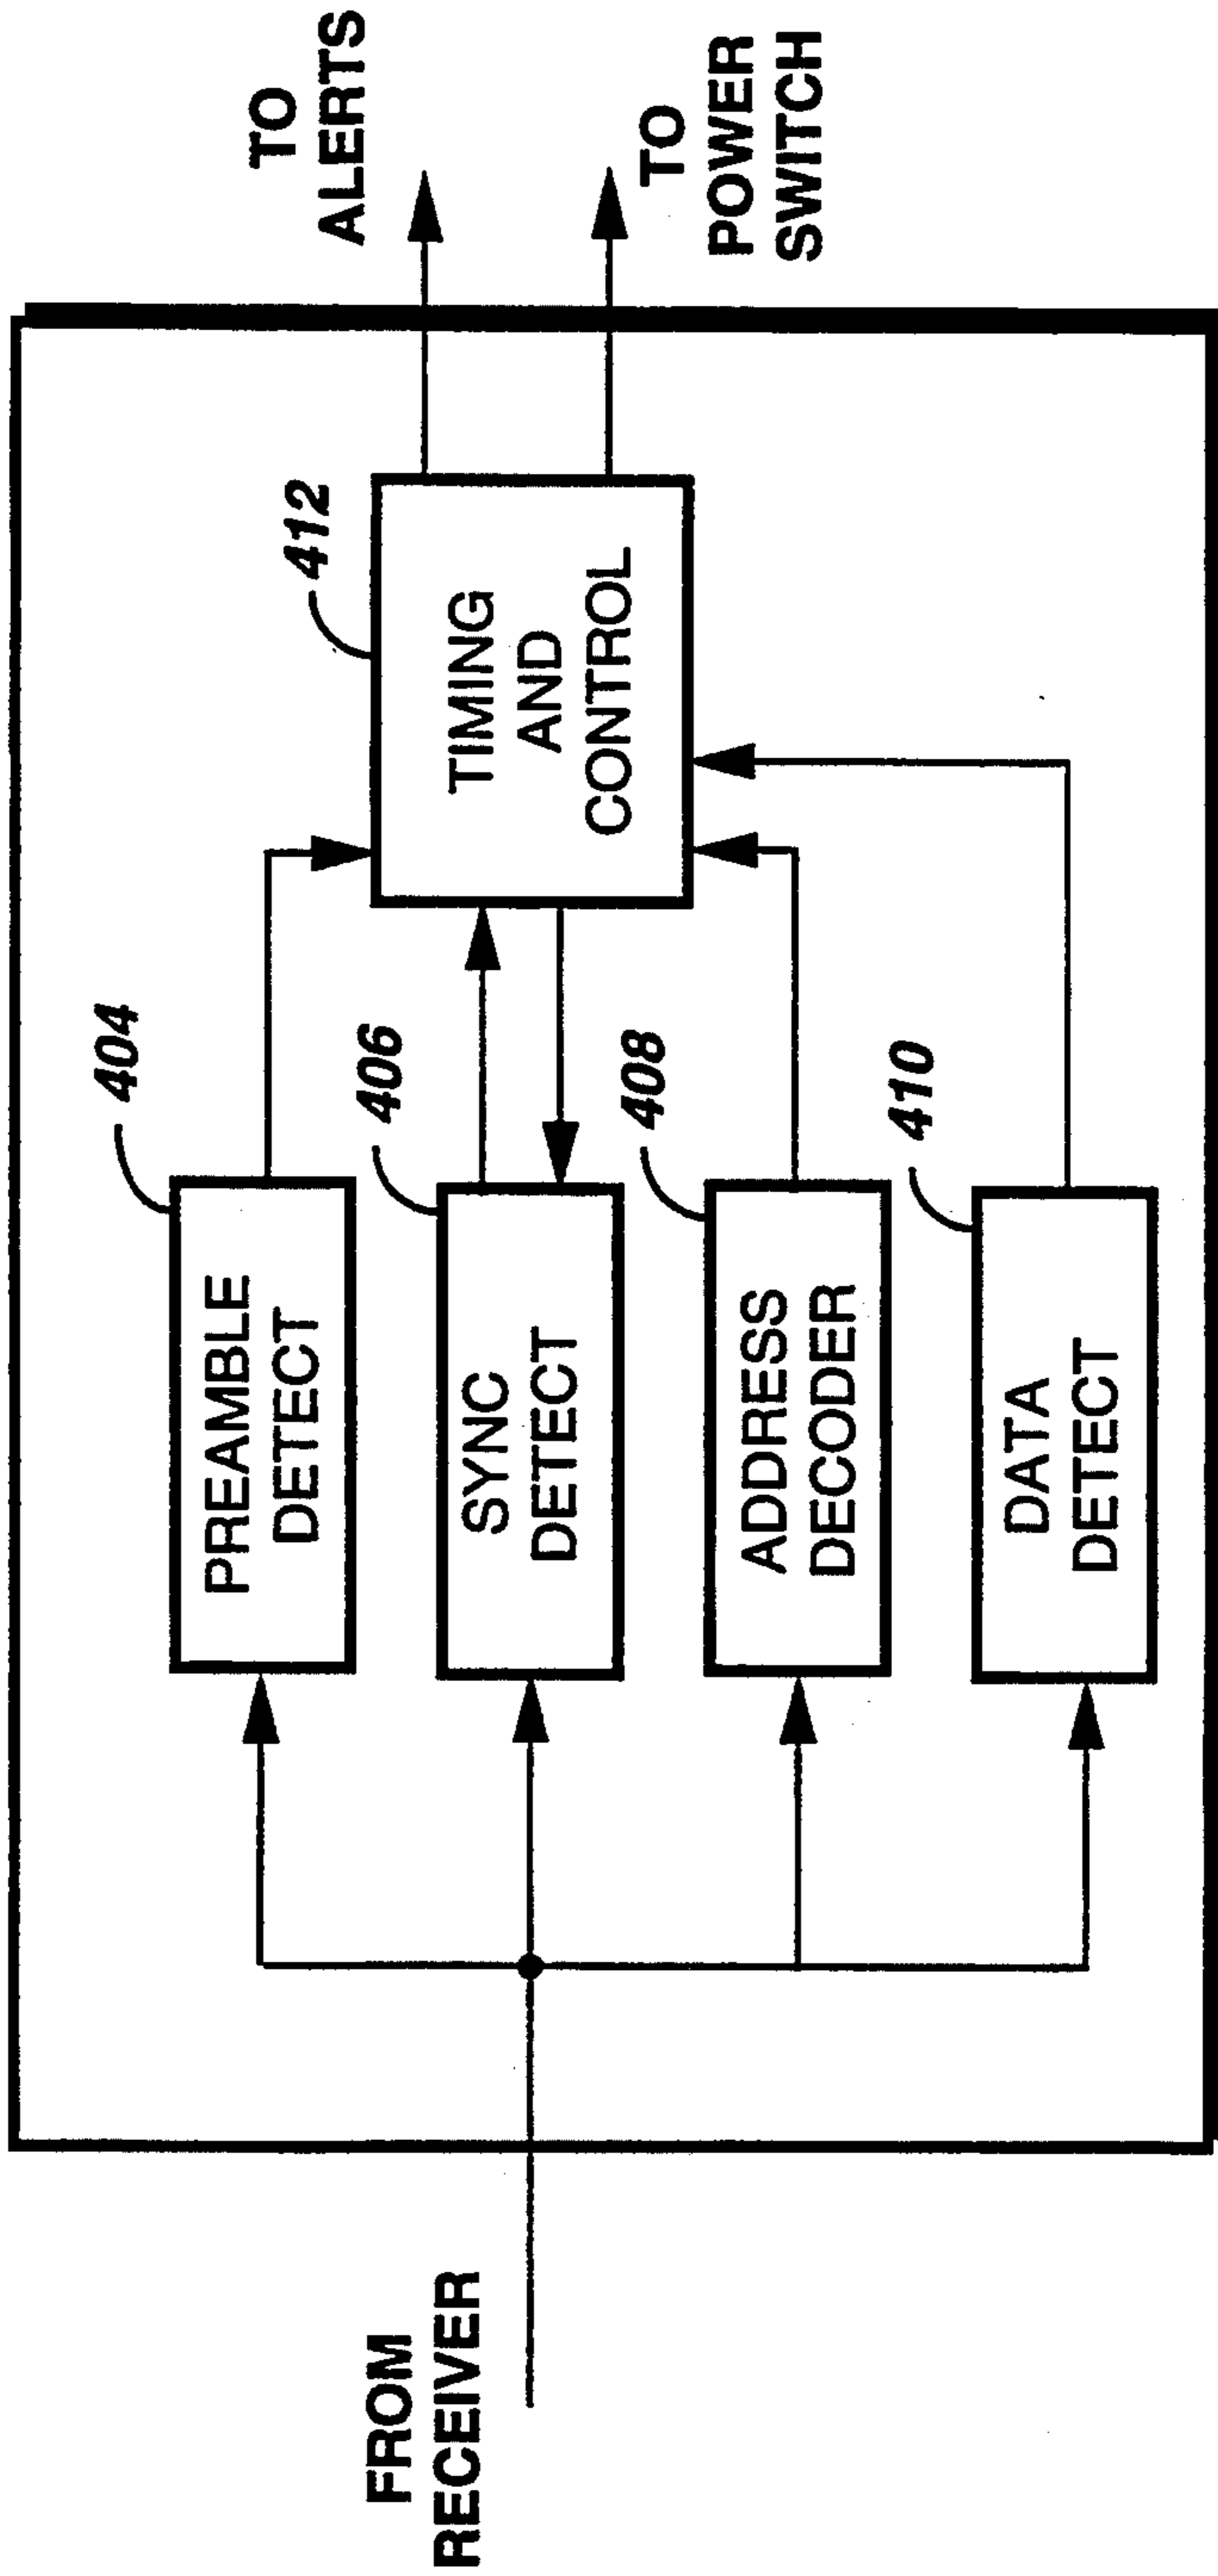 FROM
RECEIVER
404
PREAMBLE
DETECT
406
SYNC
DETECT
408
ADDRESS
DECODER
410
DATA
DETECT
412
TIMING
AND
CONTROL
TO
ALERTS
TO
POWER
SWITCH